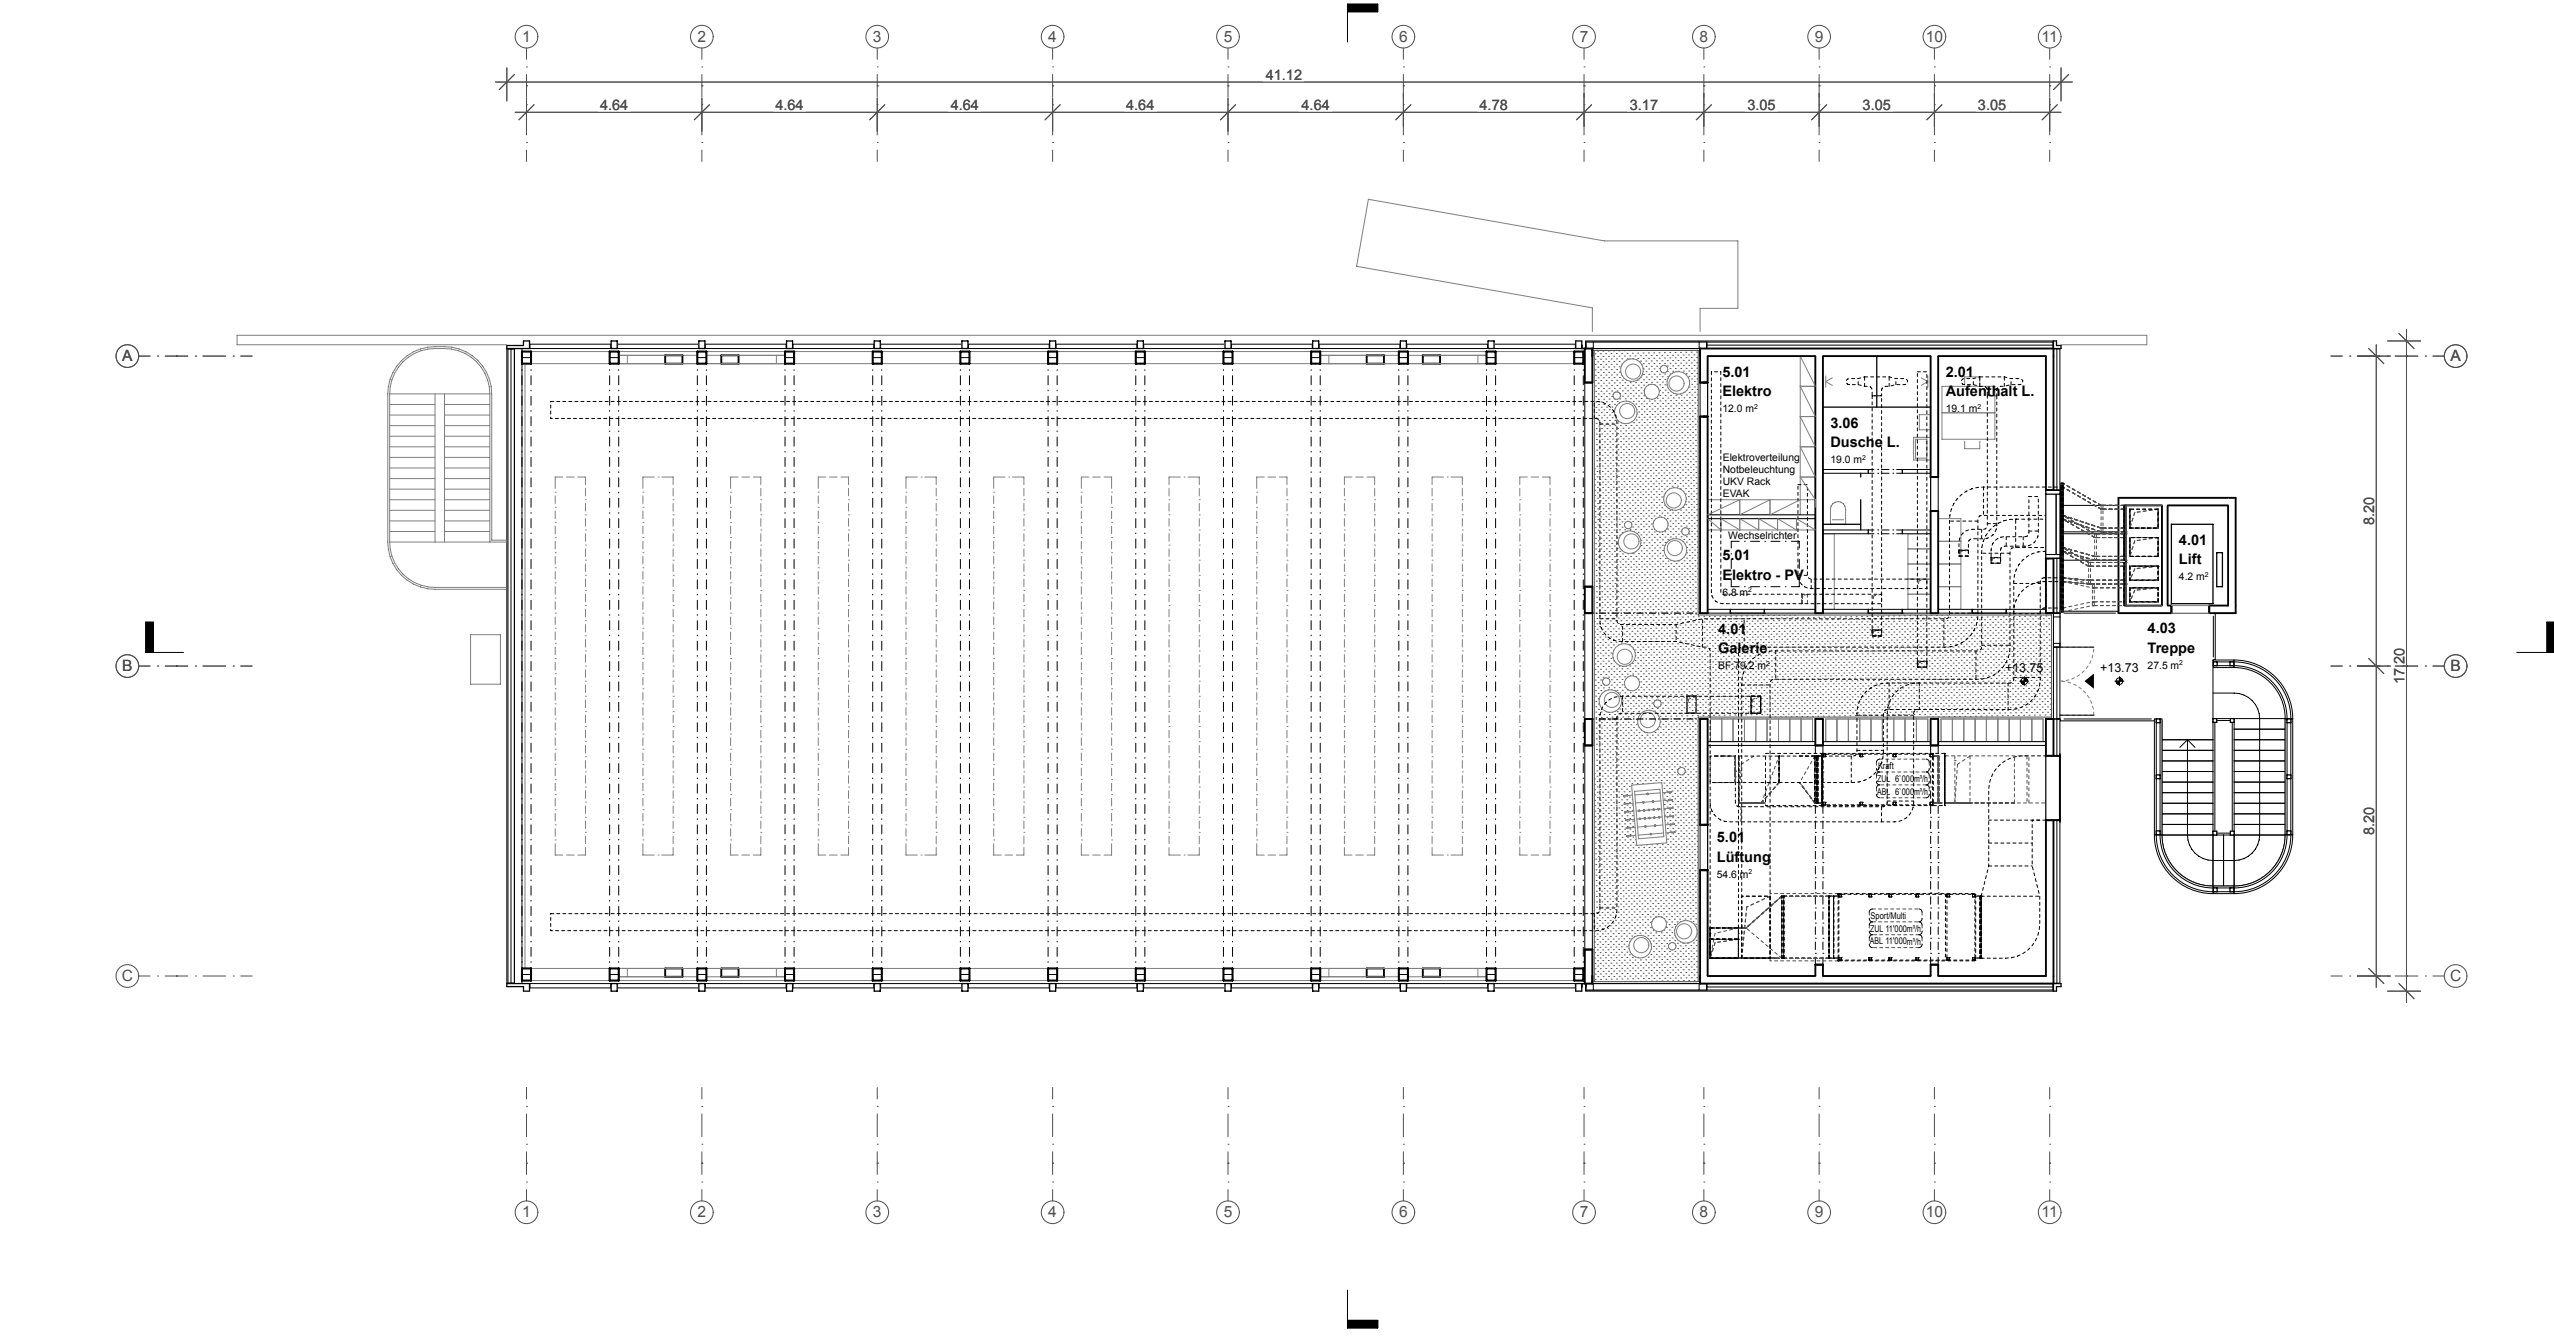 1 2 3 4 5 6 7 8 9 10 11
41.12
4.64 4.64 4.64 4.64 4.64 4.78 3.17 3.05 3.05 3.05
A A
5.01
Elektro
12.0 m²
Elektroverteilung
Notbeleuchtung
UKV Rack
EVAK
3.06
Dusche L.
19.0 m²
2.01
Aufenthalt L.
19.1 m²
Wechselrichter
5.01
Elektro - PV
6.8 m²
4.01
Lift
4.2 m²
8.20
4.01
Galerie
BF:79.2 m²
+13.75
+13.73
4.03
Treppe
27.5 m²
B B
17.20
Kraft
ZUL 6'000m³/h
ABL 6'000m³/h
5.01
Lüftung
54.6 m²
8.20
Sport/Multi
ZUL 11'000m³/h
ABL 11'000m³/h
C C
1 2 3 4 5 6 7 8 9 10 11